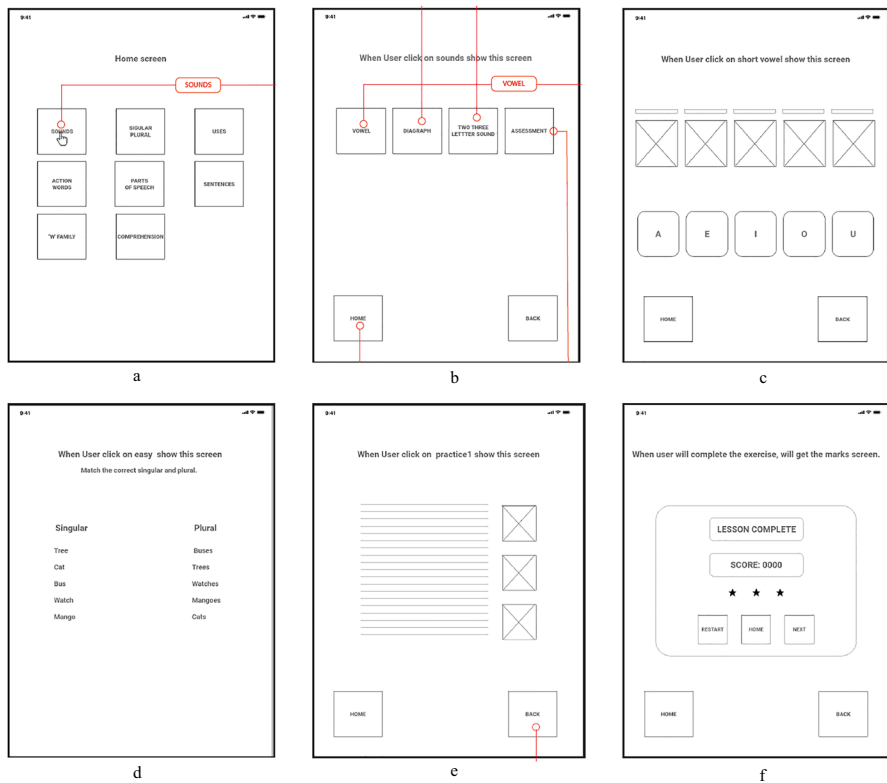 9:41
Home screen
SOUNDS
SOUNDS
SIGULAR
PLURAL
USES
ACTION
WORDS
PARTS
OF SPEECH
SENTENCES
'W' FAMILY
COMPREHENSION
a
9:41
When User click on sounds show this screen
VOWEL
VOWEL
DIAGRAPH
TWO THREE
LETTTER SOUND
ASSESSMENT
HOME
BACK
b
9:41
When User click on short vowel show this screen
A
E
I
O
U
HOME
BACK
c
9:41
When User click on easy show this screen
Match the correct singular and plural.
Singular Plural
Tree Buses
Cat Trees
Bus Watches
Watch Mangoes
Mango Cats
d
9:41
When User click on practice1 show this screen
HOME
BACK
e
9:41
When user will complete the exercise, will get the marks screen.
LESSON COMPLETE
SCORE: 0000
RESTART
HOME
NEXT
HOME
BACK
f